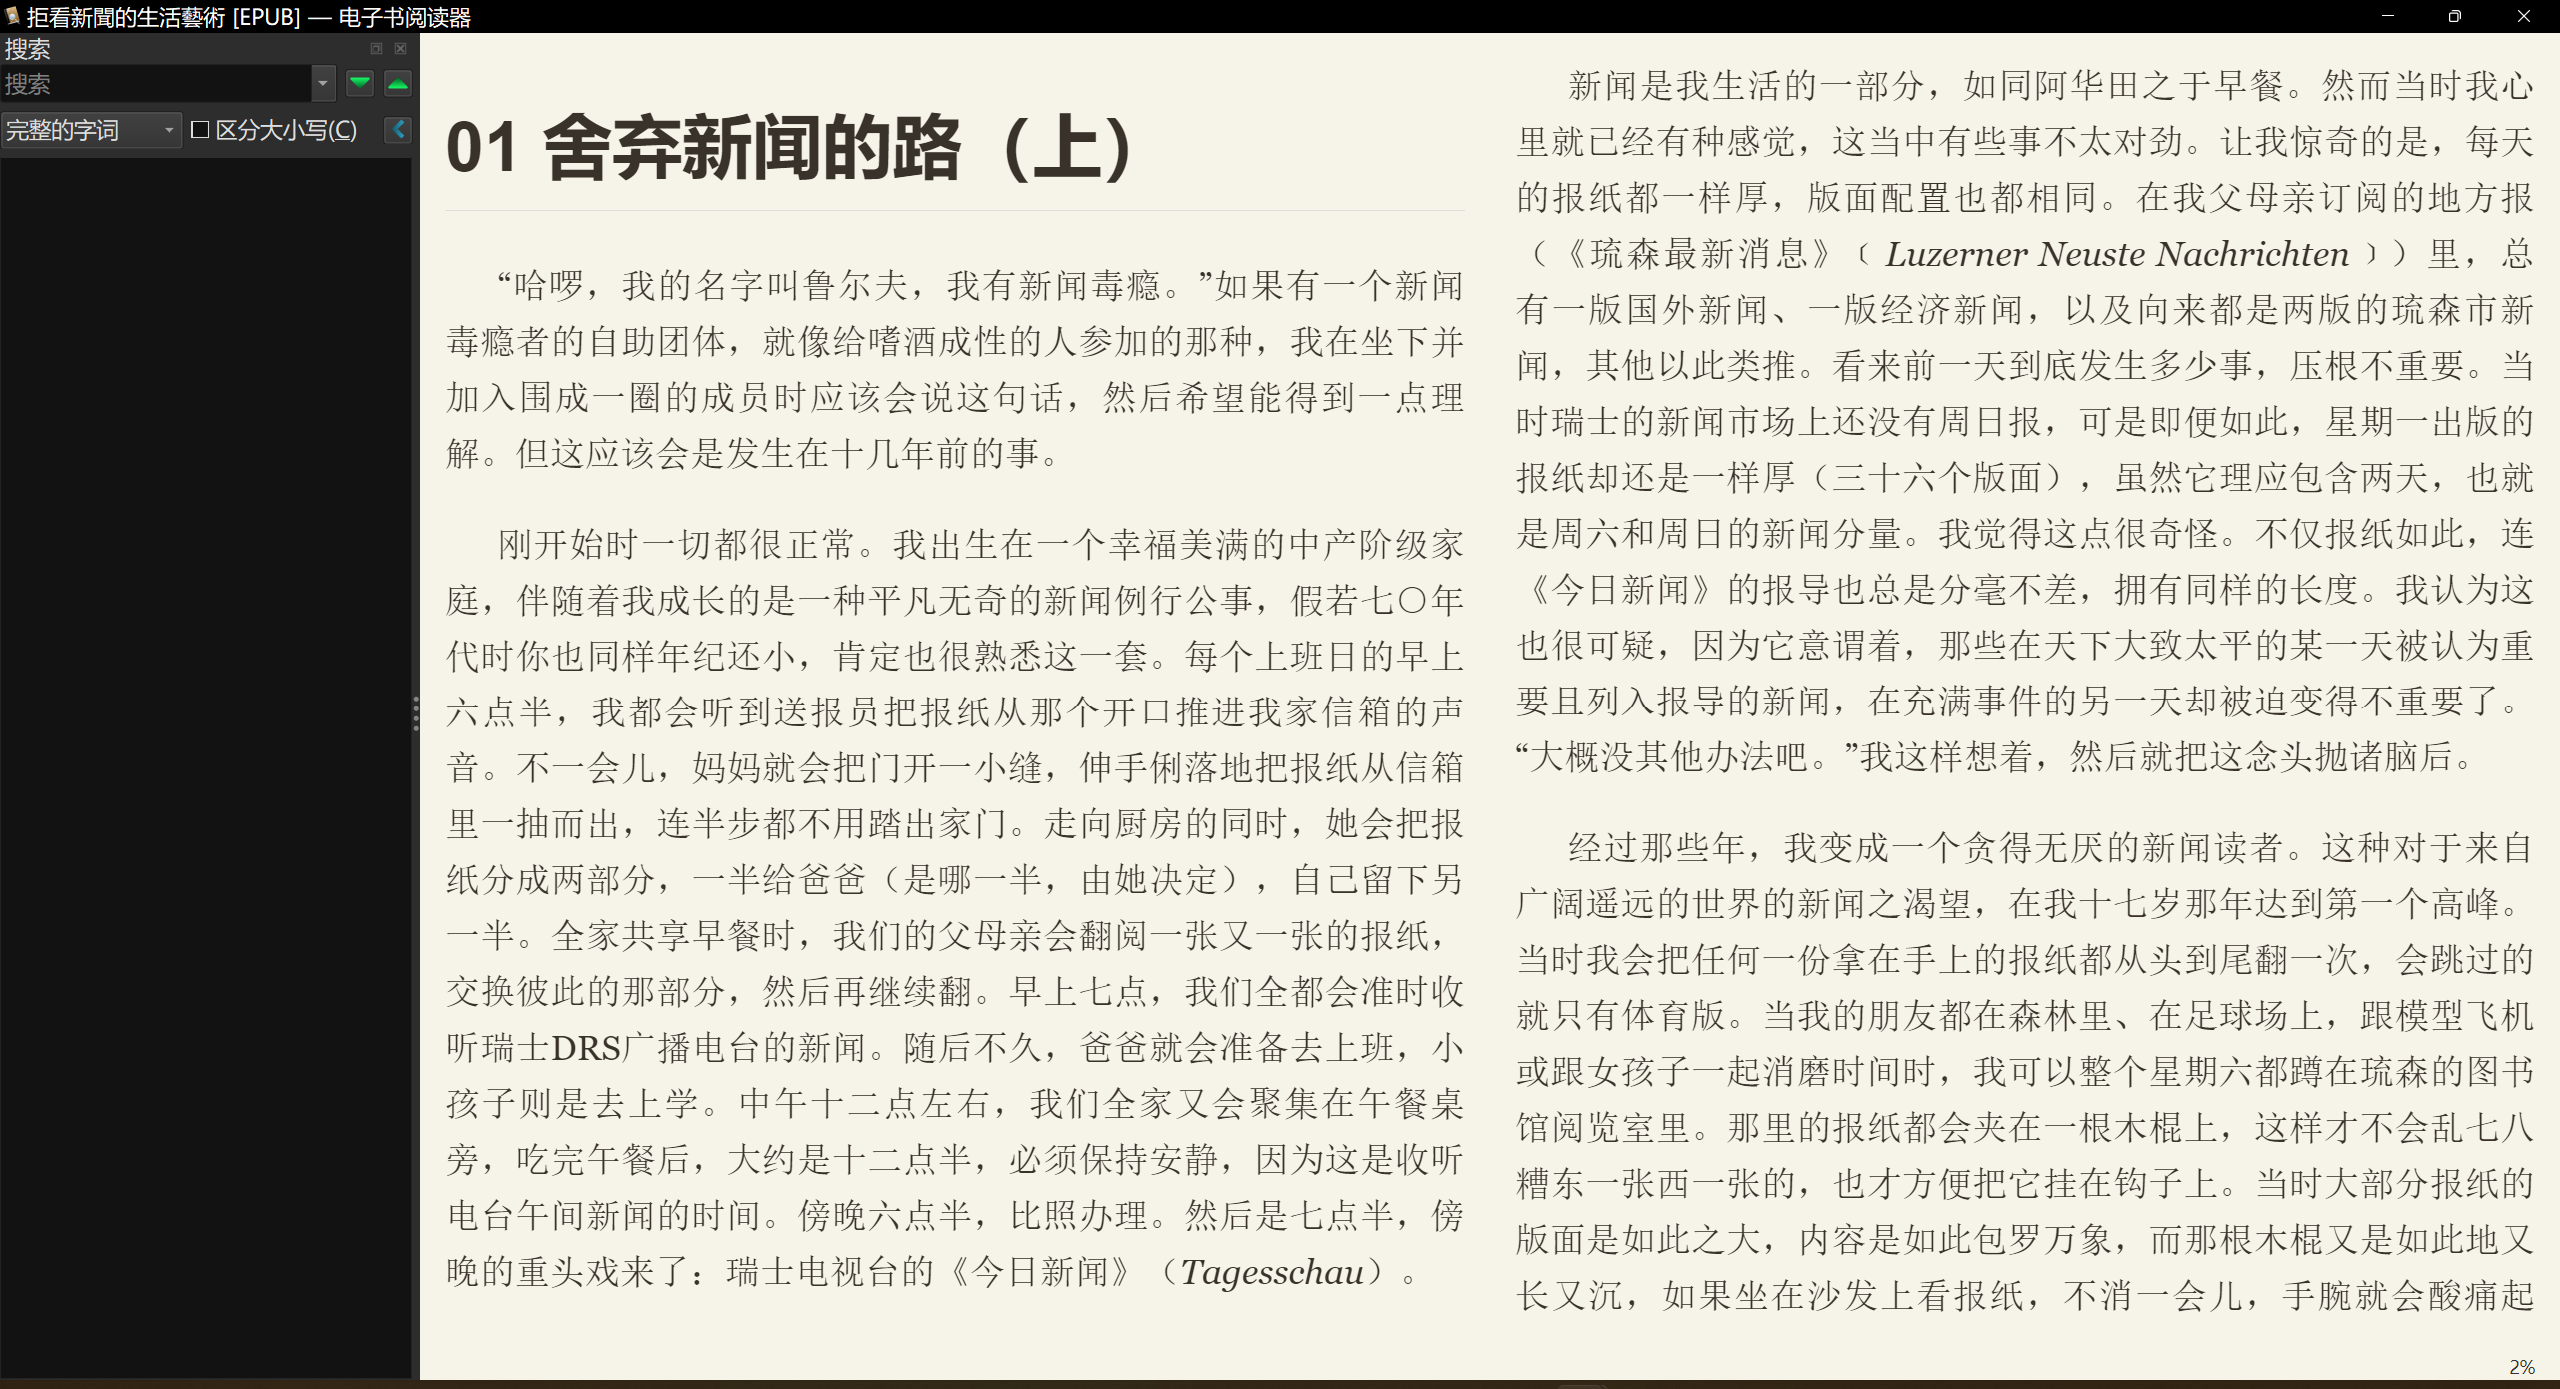 拒看新聞的生活藝術 [EPUB] — 电子书阅读器
搜索
搜索
完整的字词
区分大小写(C)
01 舍弃新闻的路（上）
“哈啰，我的名字叫鲁尔夫，我有新闻毒瘾。”如果有一个新闻
毒瘾者的自助团体，就像给嗜酒成性的人参加的那种，我在坐下并
加入围成一圈的成员时应该会说这句话，然后希望能得到一点理
解。但这应该会是发生在十几年前的事。
刚开始时一切都很正常。我出生在一个幸福美满的中产阶级家
庭，伴随着我成长的是一种平凡无奇的新闻例行公事，假若七〇年
代时你也同样年纪还小，肯定也很熟悉这一套。每个上班日的早上
六点半，我都会听到送报员把报纸从那个开口推进我家信箱的声
音。不一会儿，妈妈就会把门开一小缝，伸手俐落地把报纸从信箱
里一抽而出，连半步都不用踏出家门。走向厨房的同时，她会把报
纸分成两部分，一半给爸爸（是哪一半，由她决定），自己留下另
一半。全家共享早餐时，我们的父母亲会翻阅一张又一张的报纸，
交换彼此的那部分，然后再继续翻。早上七点，我们全都会准时收
听瑞士DRS广播电台的新闻。随后不久，爸爸就会准备去上班，小
孩子则是去上学。中午十二点左右，我们全家又会聚集在午餐桌
旁，吃完午餐后，大约是十二点半，必须保持安静，因为这是收听
电台午间新闻的时间。傍晚六点半，比照办理。然后是七点半，傍
晚的重头戏来了：瑞士电视台的《今日新闻》（Tagesschau）。
新闻是我生活的一部分，如同阿华田之于早餐。然而当时我心
里就已经有种感觉，这当中有些事不太对劲。让我惊奇的是，每天
的报纸都一样厚，版面配置也都相同。在我父母亲订阅的地方报
（《琉森最新消息》﹝Luzerner Neuste Nachrichten﹞）里，总
有一版国外新闻、一版经济新闻，以及向来都是两版的琉森市新
闻，其他以此类推。看来前一天到底发生多少事，压根不重要。当
时瑞士的新闻市场上还没有周日报，可是即便如此，星期一出版的
报纸却还是一样厚（三十六个版面），虽然它理应包含两天，也就
是周六和周日的新闻分量。我觉得这点很奇怪。不仅报纸如此，连
《今日新闻》的报导也总是分毫不差，拥有同样的长度。我认为这
也很可疑，因为它意谓着，那些在天下大致太平的某一天被认为重
要且列入报导的新闻，在充满事件的另一天却被迫变得不重要了。
“大概没其他办法吧。”我这样想着，然后就把这念头抛诸脑后。
经过那些年，我变成一个贪得无厌的新闻读者。这种对于来自
广阔遥远的世界的新闻之渴望，在我十七岁那年达到第一个高峰。
当时我会把任何一份拿在手上的报纸都从头到尾翻一次，会跳过的
就只有体育版。当我的朋友都在森林里、在足球场上，跟模型飞机
或跟女孩子一起消磨时间时，我可以整个星期六都蹲在琉森的图书
馆阅览室里。那里的报纸都会夹在一根木棍上，这样才不会乱七八
糟东一张西一张的，也才方便把它挂在钩子上。当时大部分报纸的
版面是如此之大，内容是如此包罗万象，而那根木棍又是如此地又
长又沉，如果坐在沙发上看报纸，不消一会儿，手腕就会酸痛起
2%